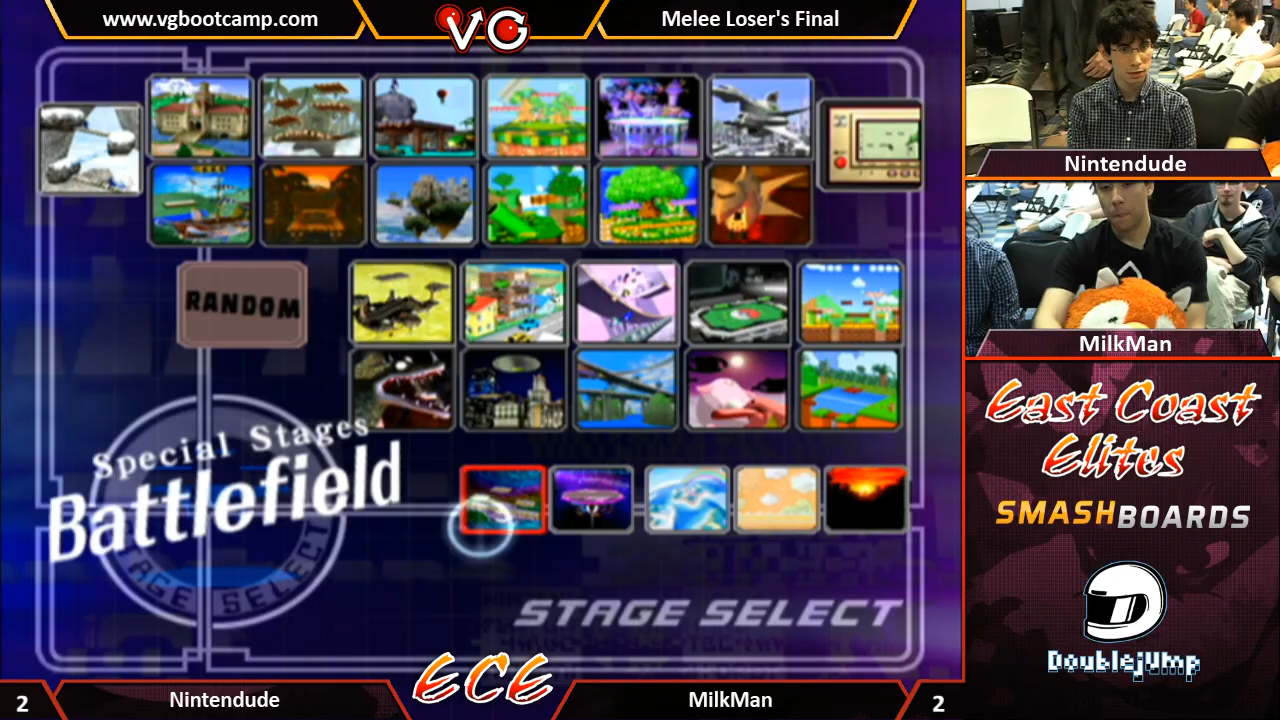 www.vgbootcamp.com
VG
Melee Loser's Final
Nintendude
MilkMan
RANDOM
Special Stages
Battlefield
STAGE SELECT
East Coast
Elites
SMASHBOARDS
DoublejUmp
2
Nintendude
ECE
MilkMan
2